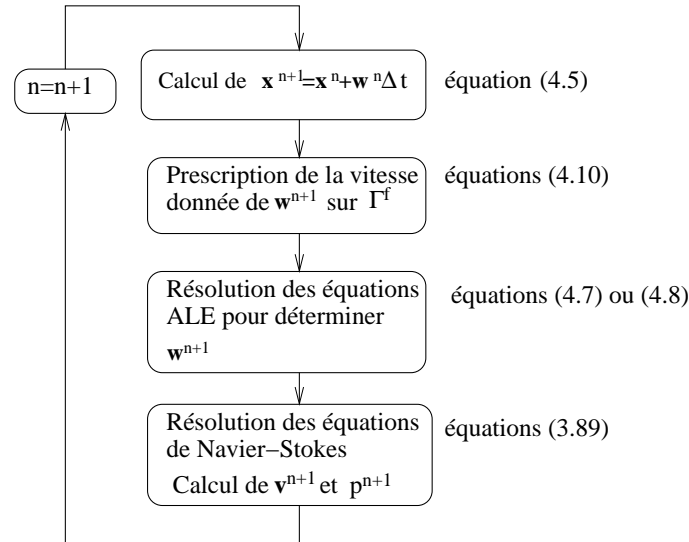 n=n+1
Calcul de x^{n+1}=x^n+w^nΔt
équation (4.5)
Prescription de la vitesse
donnée de w^{n+1} sur Γ^f
équations (4.10)
Résolution des équations
ALE pour déterminer
w^{n+1}
équations (4.7) ou (4.8)
Résolution des équations
de Navier−Stokes
Calcul de v^{n+1} et p^{n+1}
équations (3.89)